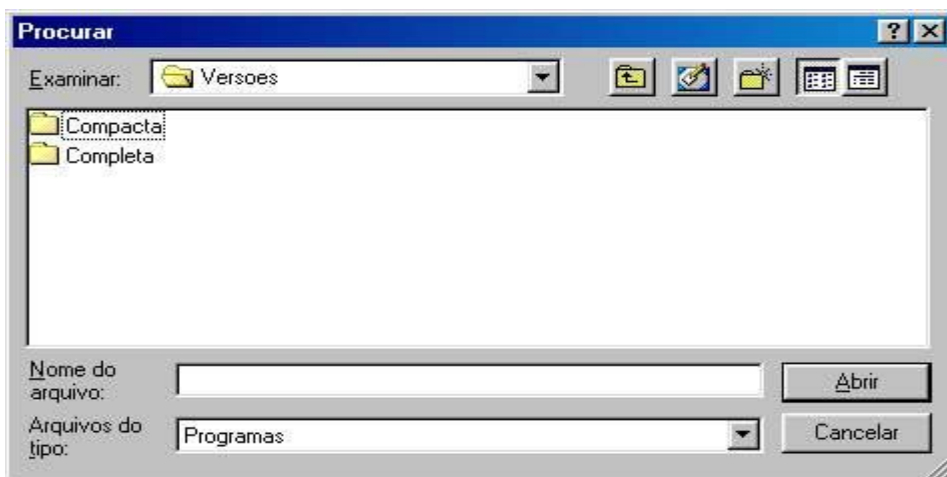 Procurar
Examinar: Versoes
Compacta
Completa
Nome do
arquivo:
Abrir
Arquivos do
tipo: Programas
Cancelar